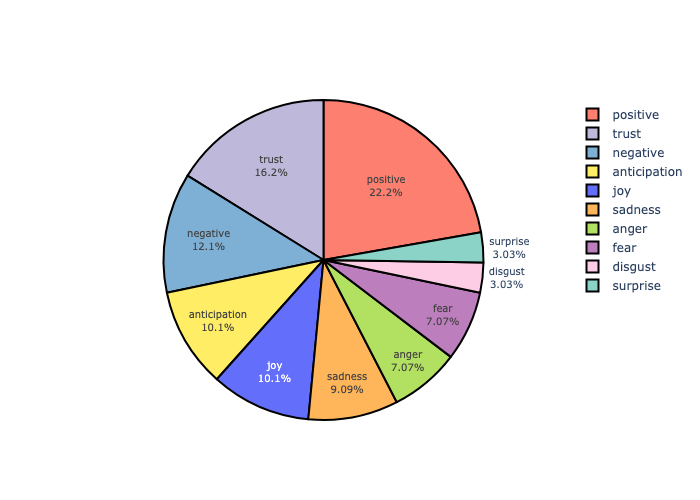 positive
22.2%
trust
16.2%
negative
12.1%
anticipation
10.1%
joy
10.1%
sadness
9.09%
anger
7.07%
fear
7.07%
disgust
3.03%
surprise
3.03%
positive
trust
negative
anticipation
joy
sadness
anger
fear
disgust
surprise